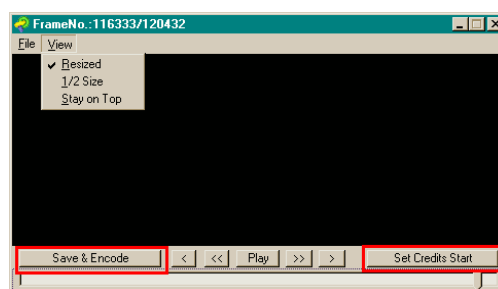 FrameNo.:116333/120432
File View
Resized
1/2 Size
Stay on Top
Save & Encode < << Play >> > Set Credits Start